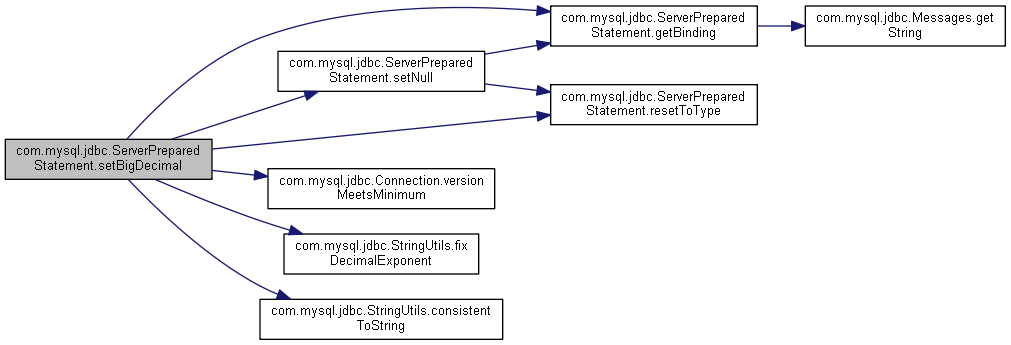 com.mysql.jdbc.ServerPrepared
Statement.getBinding
com.mysql.jdbc.Messages.get
String
com.mysql.jdbc.ServerPrepared
Statement.setNull
com.mysql.jdbc.ServerPrepared
Statement.resetToType
com.mysql.jdbc.ServerPrepared
Statement.setBigDecimal
com.mysql.jdbc.Connection.version
MeetsMinimum
com.mysql.jdbc.StringUtils.fix
DecimalExponent
com.mysql.jdbc.StringUtils.consistent
ToString